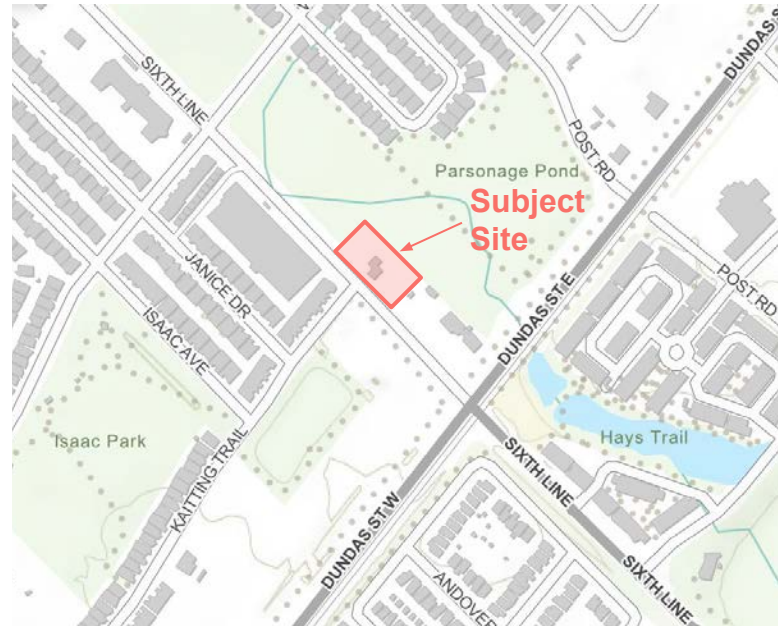 SIXTH LINE
DUNDAS S
POST RD
Parsonage Pond
Subject
Site
JANICE DR
POST RD
ISAAC AVE
DUNDAS ST E
Isaac Park
KAITTING TRAIL
Hays Trail
SIXTH LINE
DUNDAS ST W
SIXTH LINE
ANDOVER